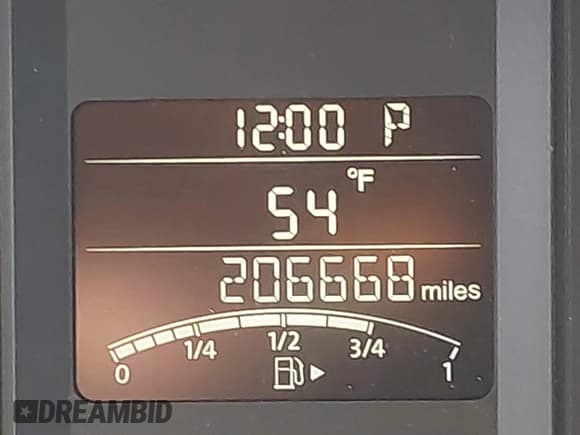 12:00 P
54 °F
206668 miles
0 1/4 1/2 3/4 1
DREAMBID